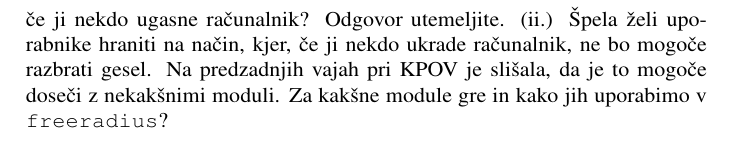 če ji nekdo ugasne računalnik? Odgovor utemeljite. (ii.) Špela želi upo-
rabnike hraniti na način, kjer, če ji nekdo ukrade računalnik, ne bo mogoče
razbrati gesel. Na predzadnjih vajah pri KPOV je slišala, da je to mogoče
doseči z nekakšnimi moduli. Za kakšne module gre in kako jih uporabimo v
freeradius?